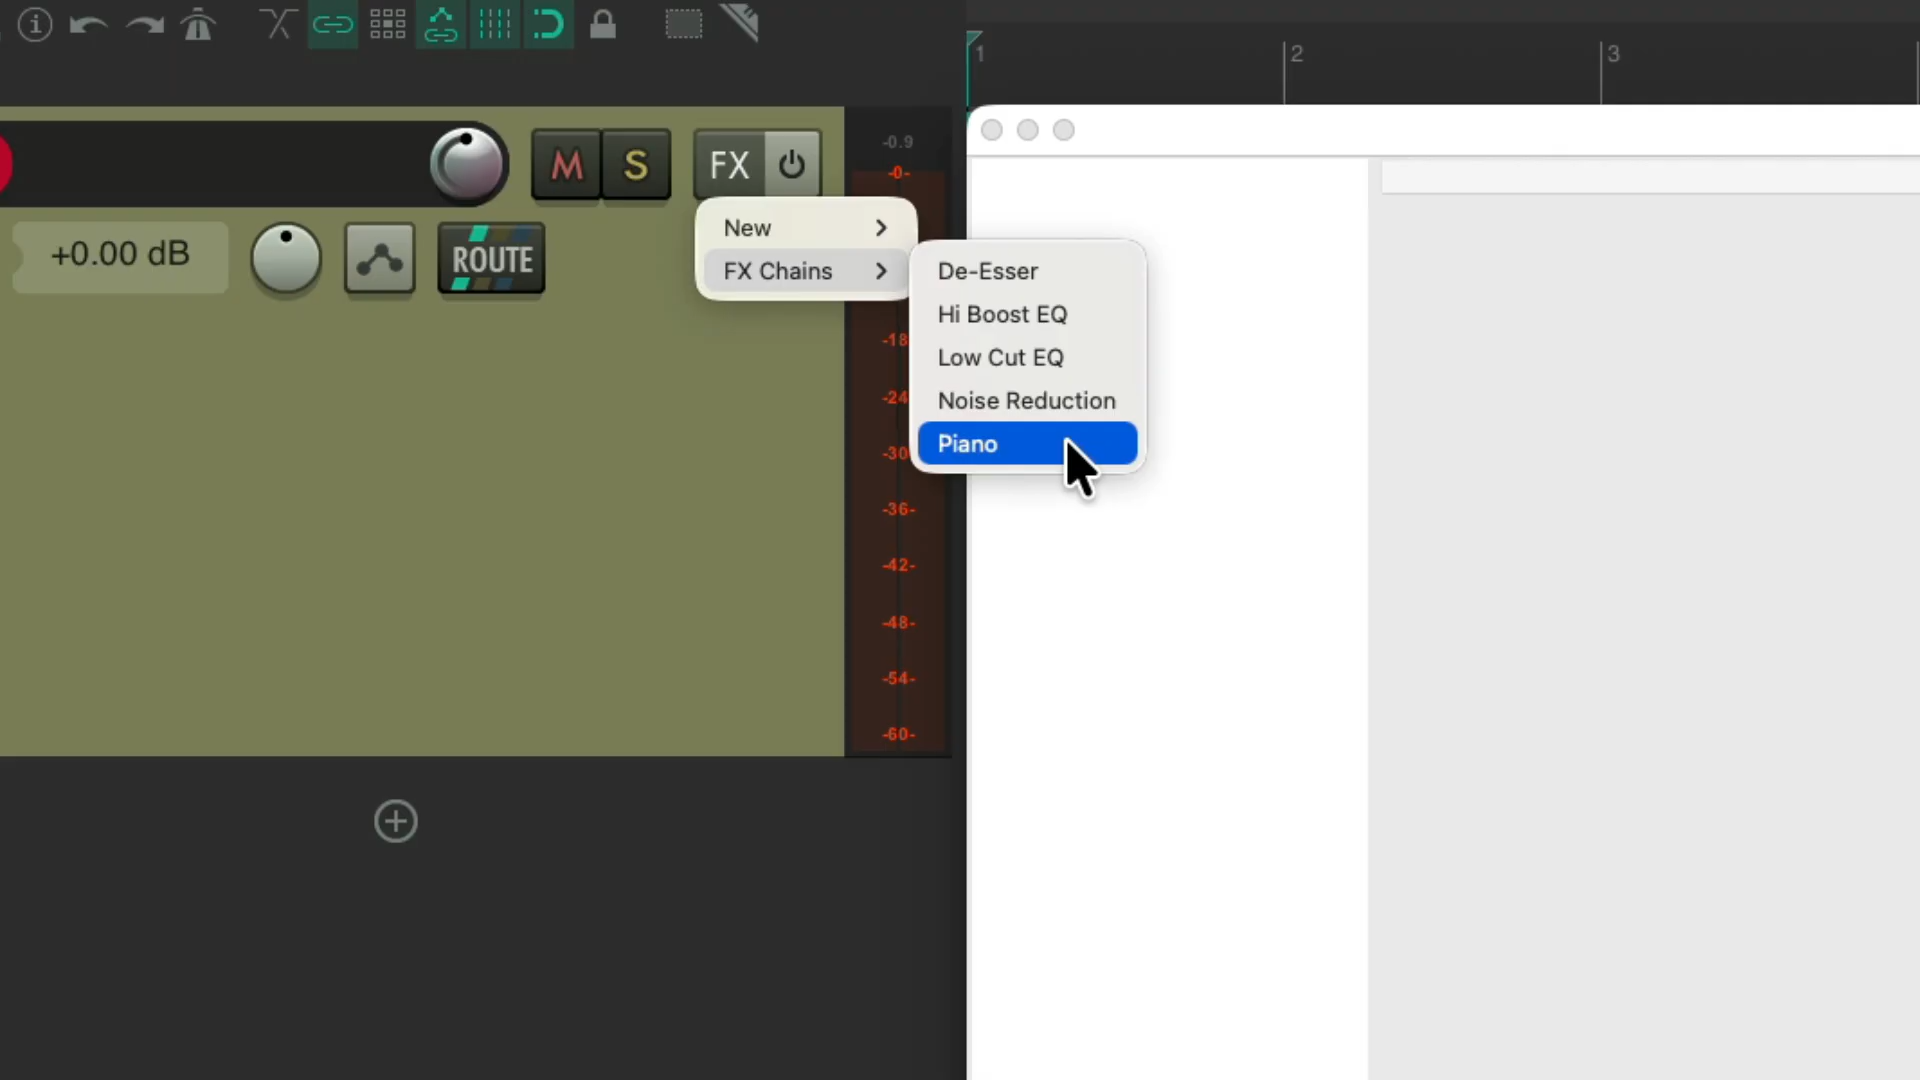 1
2
3
M
S
FX
-0.9
-0-
New
FX Chains
De-Esser
Hi Boost EQ
Low Cut EQ
Noise Reduction
Piano
+0.00 dB
ROUTE
-18
-24
-30
-36-
-42-
-48-
-54-
-60-